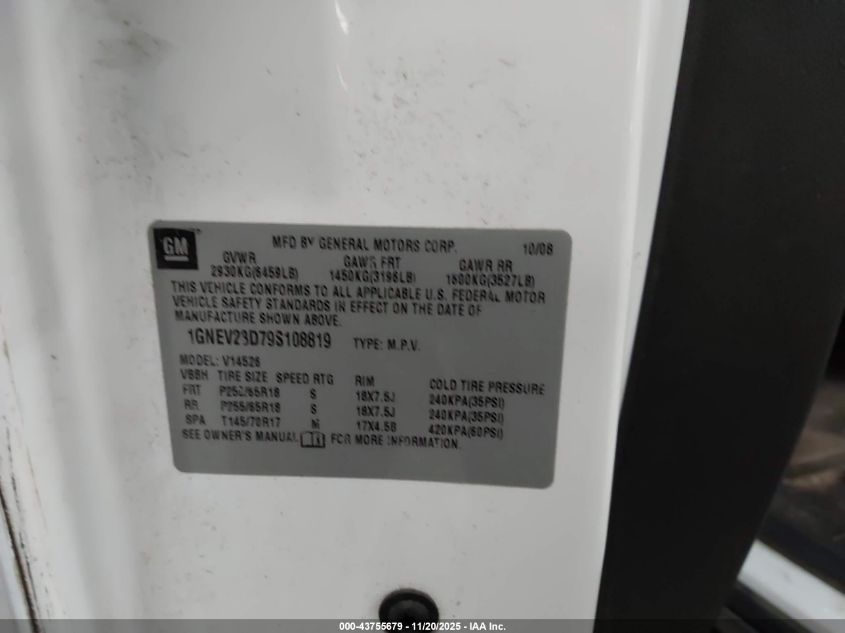 GM
MFD BY GENERAL MOTORS CORP. 10/08
GVWR GAWR FRT GAWR RR
2930KG(6459LB) 1450KG(3196LB) 1600KG(3527LB)
THIS VEHICLE CONFORMS TO ALL APPLICABLE U.S. FEDERAL MOTOR
VEHICLE SAFETY STANDARDS IN EFFECT ON THE DATE OF
MANUFACTURE SHOWN ABOVE.
1GNEV23D79S108819 TYPE: M.P.V.
MODEL: V14526
TIRE SIZE SPEED RTG RIM COLD TIRE PRESSURE
FRT P255/65R18 S 18X7.5J 240KPA(35PSI)
RR P255/65R18 S 18X7.5J 240KPA(35PSI)
SPA T145/70R17 M 17X4.5B 420KPA(60PSI)
SEE OWNER'S MANUAL FOR MORE INFORMATION.
000-43755679 - 11/20/2025 - IAA Inc.